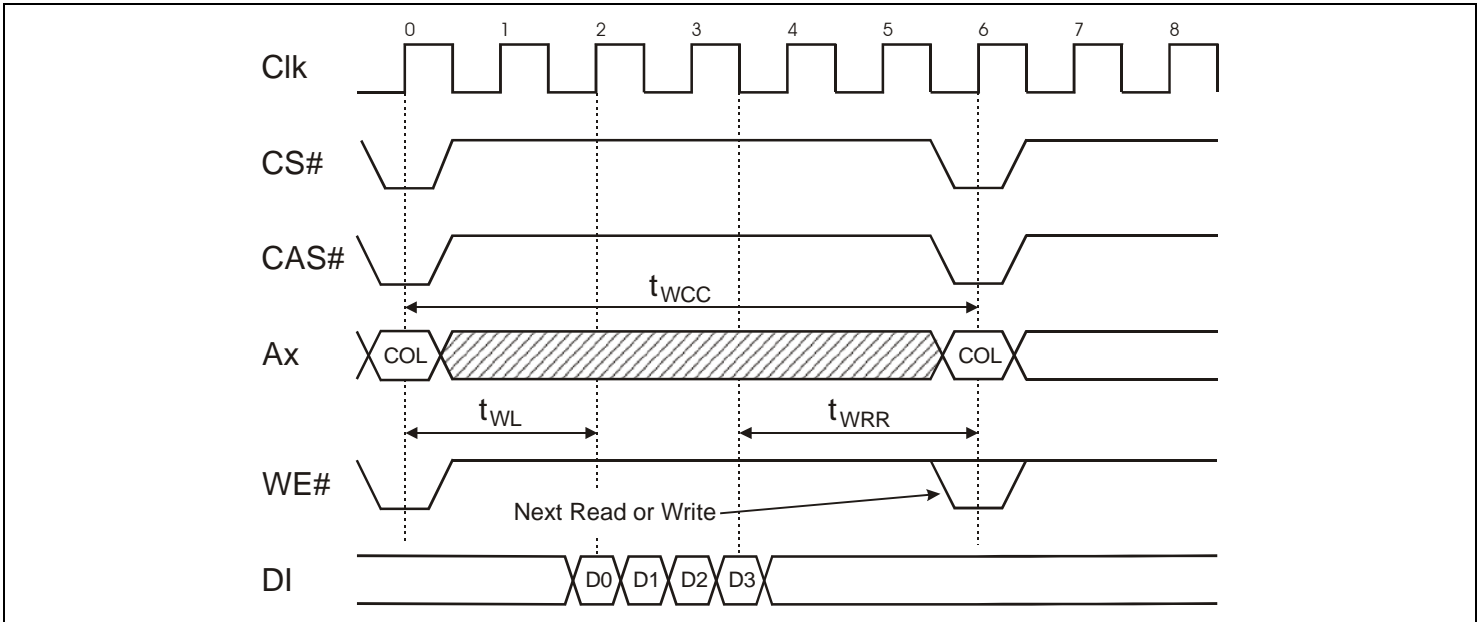 0 1 2 3 4 5 6 7 8
Clk
CS#
CAS#
tWCC
Ax COL COL
tWL tWRR
WE#
Next Read or Write
DI D0 D1 D2 D3